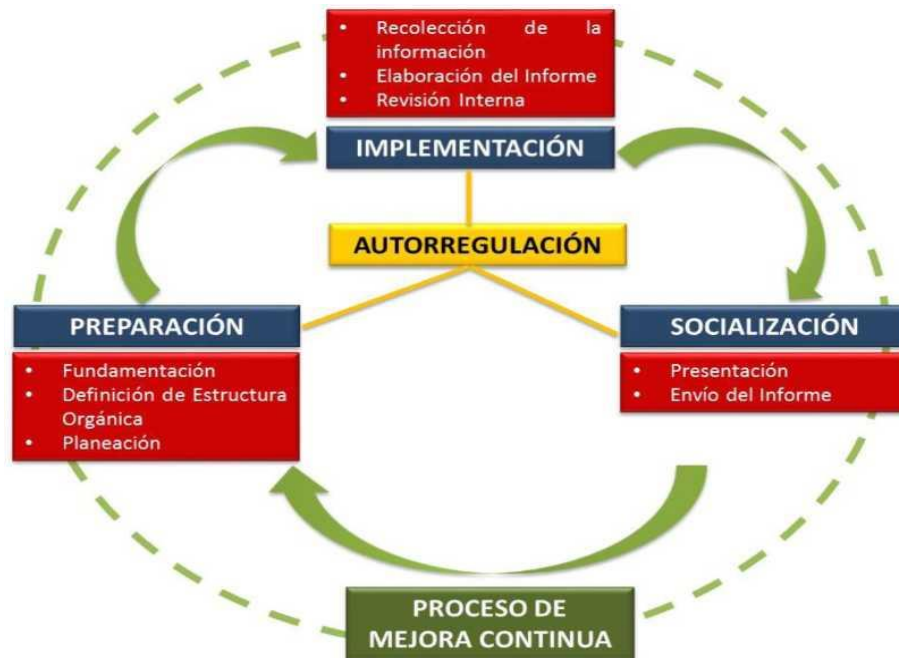 • Recolección de la
información
• Elaboración del Informe
• Revisión Interna
IMPLEMENTACIÓN
AUTORREGULACIÓN
PREPARACIÓN
• Fundamentación
• Definición de Estructura
Orgánica
• Planeación
SOCIALIZACIÓN
• Presentación
• Envío del Informe
PROCESO DE
MEJORA CONTINUA